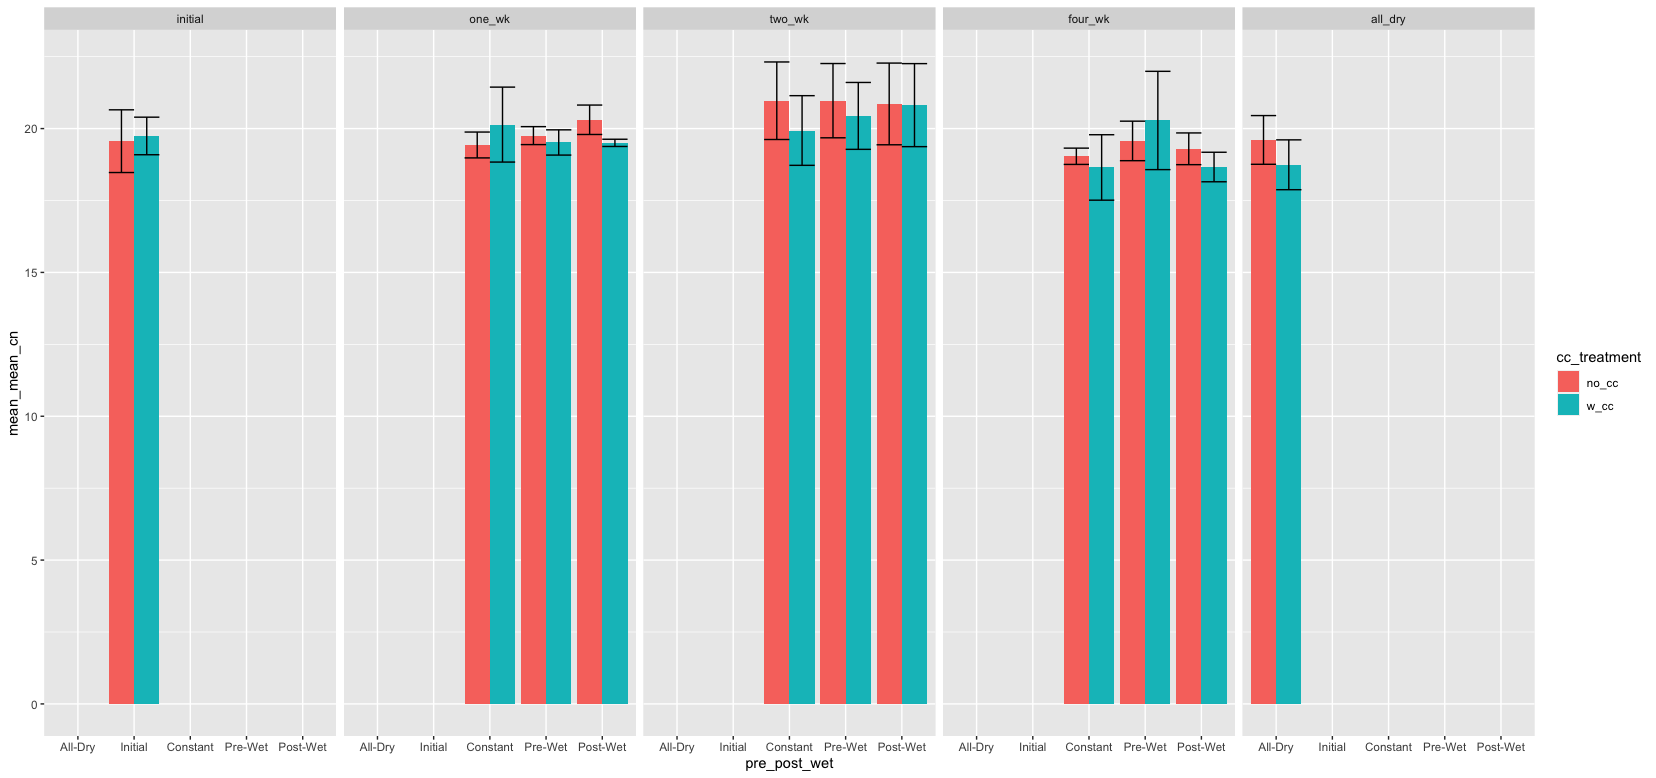 initial one_wk two_wk four_wk all_dry
mean_mean_cn
20
15
10
5
0
All-Dry Initial Constant Pre-Wet Post-Wet All-Dry Initial Constant Pre-Wet Post-Wet All-Dry Initial Constant Pre-Wet Post-Wet All-Dry Initial Constant Pre-Wet Post-Wet All-Dry Initial Constant Pre-Wet Post-Wet
pre_post_wet
cc_treatment
no_cc
w_cc